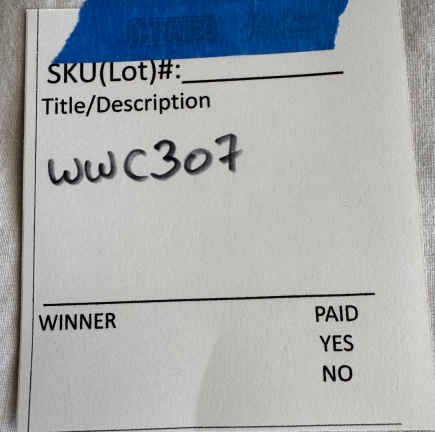 SKU(Lot)#:
Title/Description
WWC307
WINNER
PAID
YES
NO